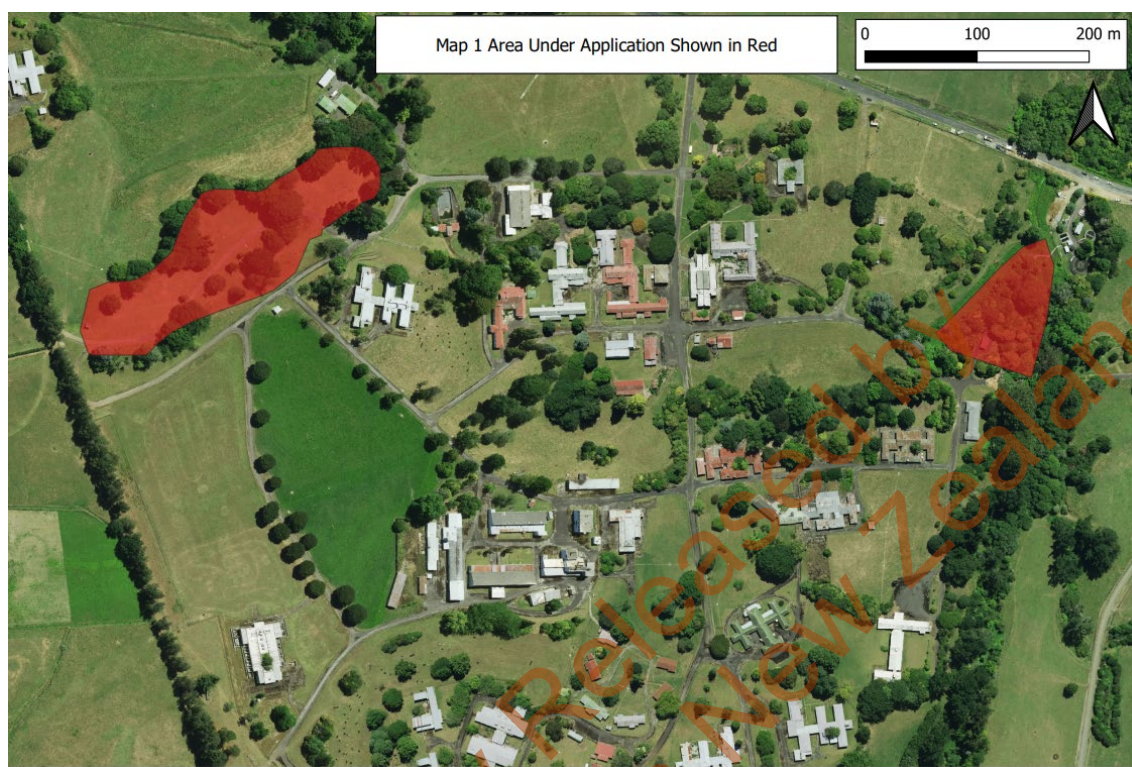 Map 1 Area Under Application Shown in Red
0 100 200 m
Released by
New Zealand